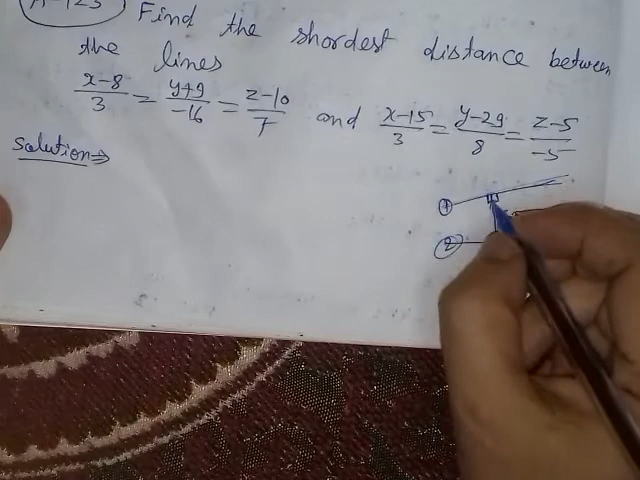 Find the shordest distance between
the lines
x-8/3 = y+9/-16 = z-10/7 and x-15/3 = y-29/8 = z-5/-5
Solution⇒
1
2